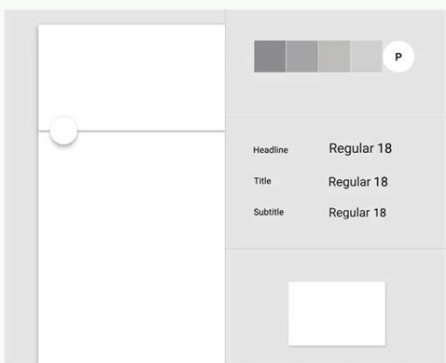 P
Headline Regular 18
Title Regular 18
Subtitle Regular 18